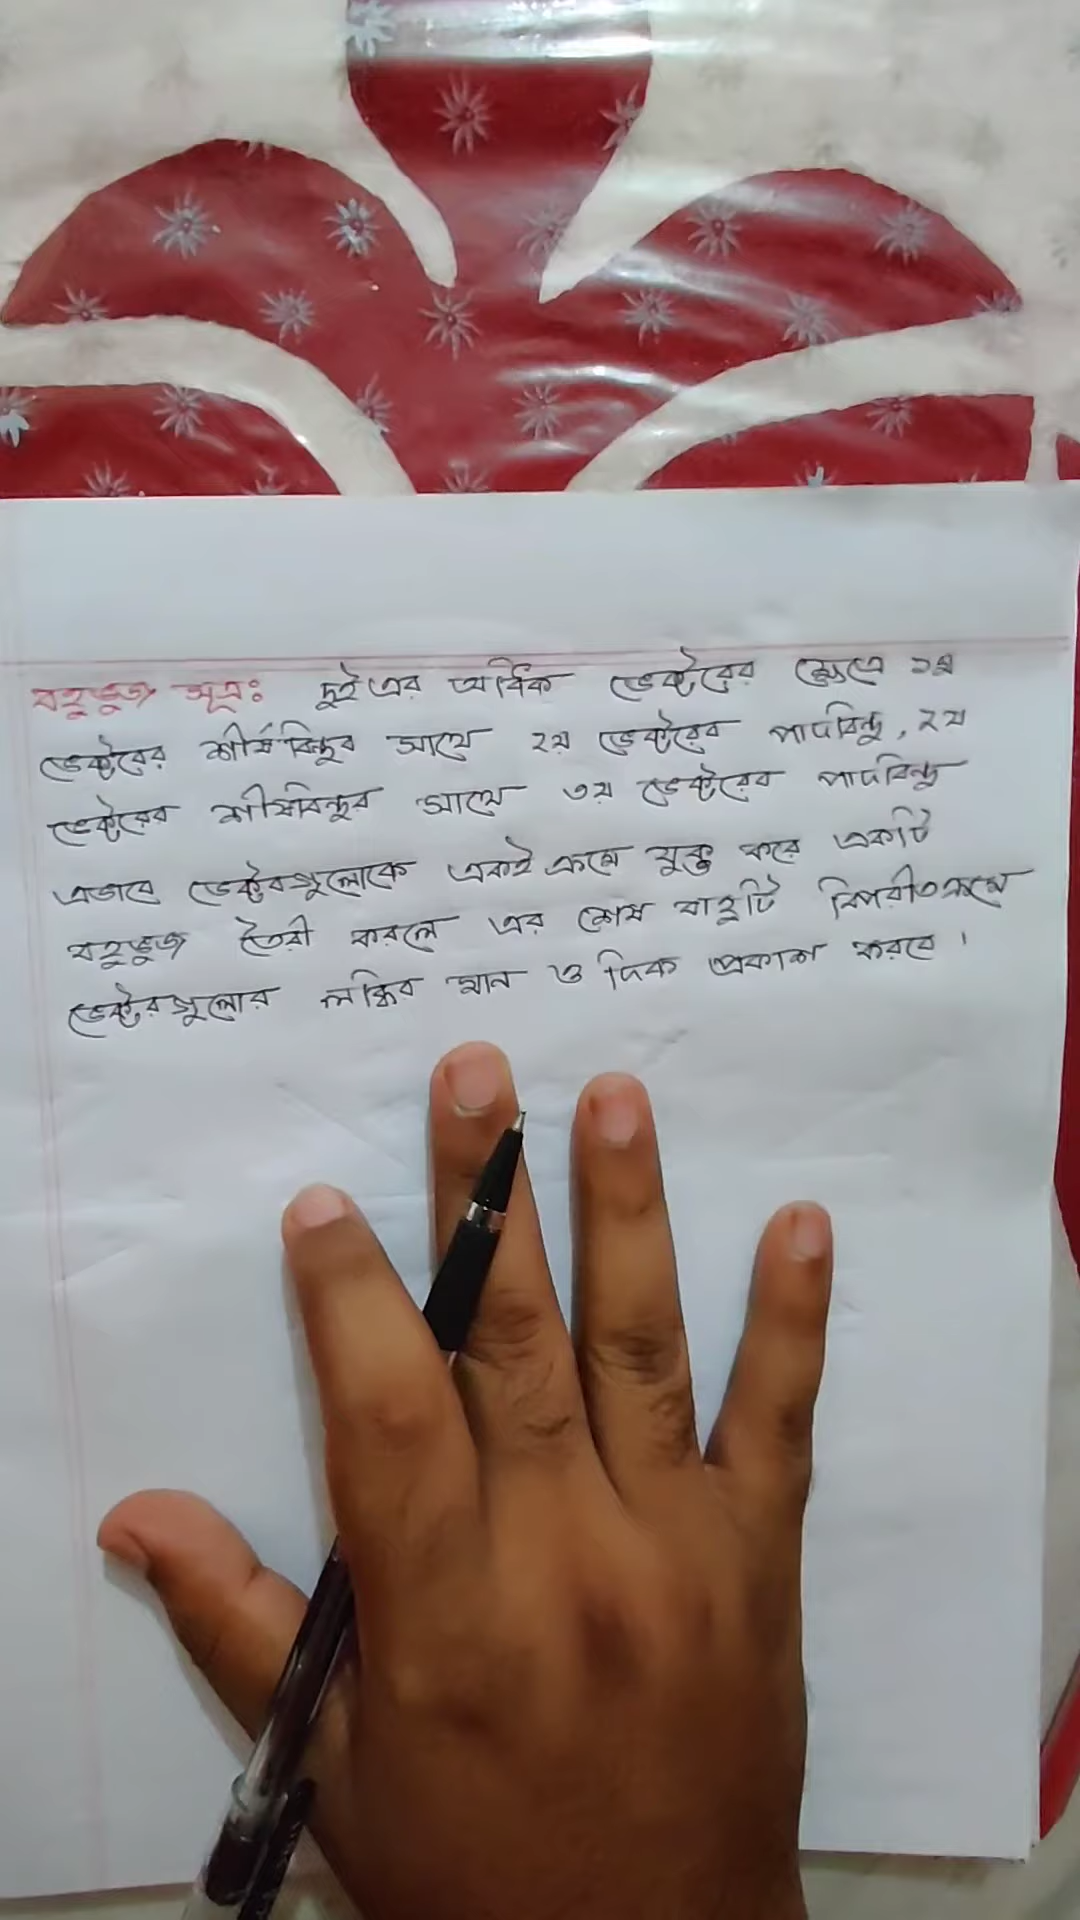 বহুভুজ সূত্রঃ দুই এর অধিক ভেক্টরের ক্ষেত্রে ১ম
ভেক্টরের শীর্ষবিন্দুর সাথে ২য় ভেক্টরের পাদবিন্দু, ২য়
ভেক্টরের শীর্ষবিন্দুর সাথে ৩য় ভেক্টরের পাদবিন্দু
এভাবে ভেক্টরগুলোকে একই ক্রমে যুক্ত করে একটি
বহুভুজ তৈরী করলে এর শেষ বাহুটি বিপরীতক্রমে
ভেক্টরগুলোর লব্ধির মান ও দিক প্রকাশ করবে।